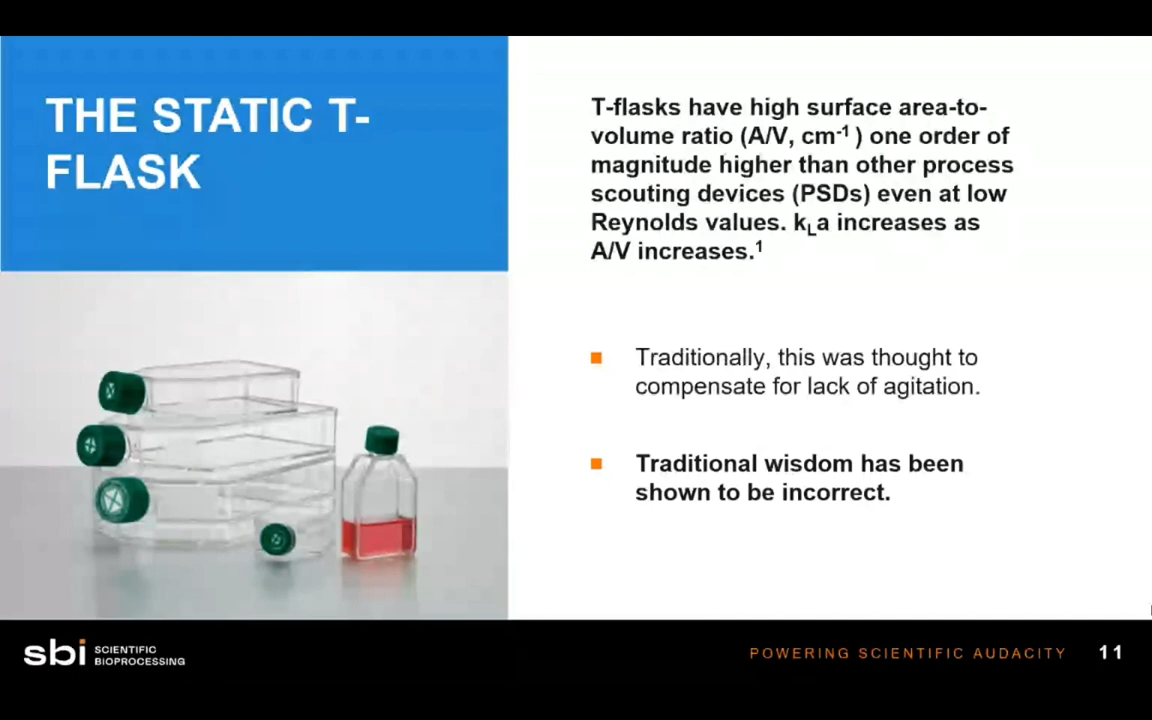 THE STATIC T-
FLASK
T-flasks have high surface area-to-
volume ratio (A/V, cm⁻¹ ) one order of
magnitude higher than other process
scouting devices (PSDs) even at low
Reynolds values. kLa increases as
A/V increases.¹
Traditionally, this was thought to
compensate for lack of agitation.
Traditional wisdom has been
shown to be incorrect.
sbi SCIENTIFIC
BIOPROCESSING
POWERING SCIENTIFIC AUDACITY 11